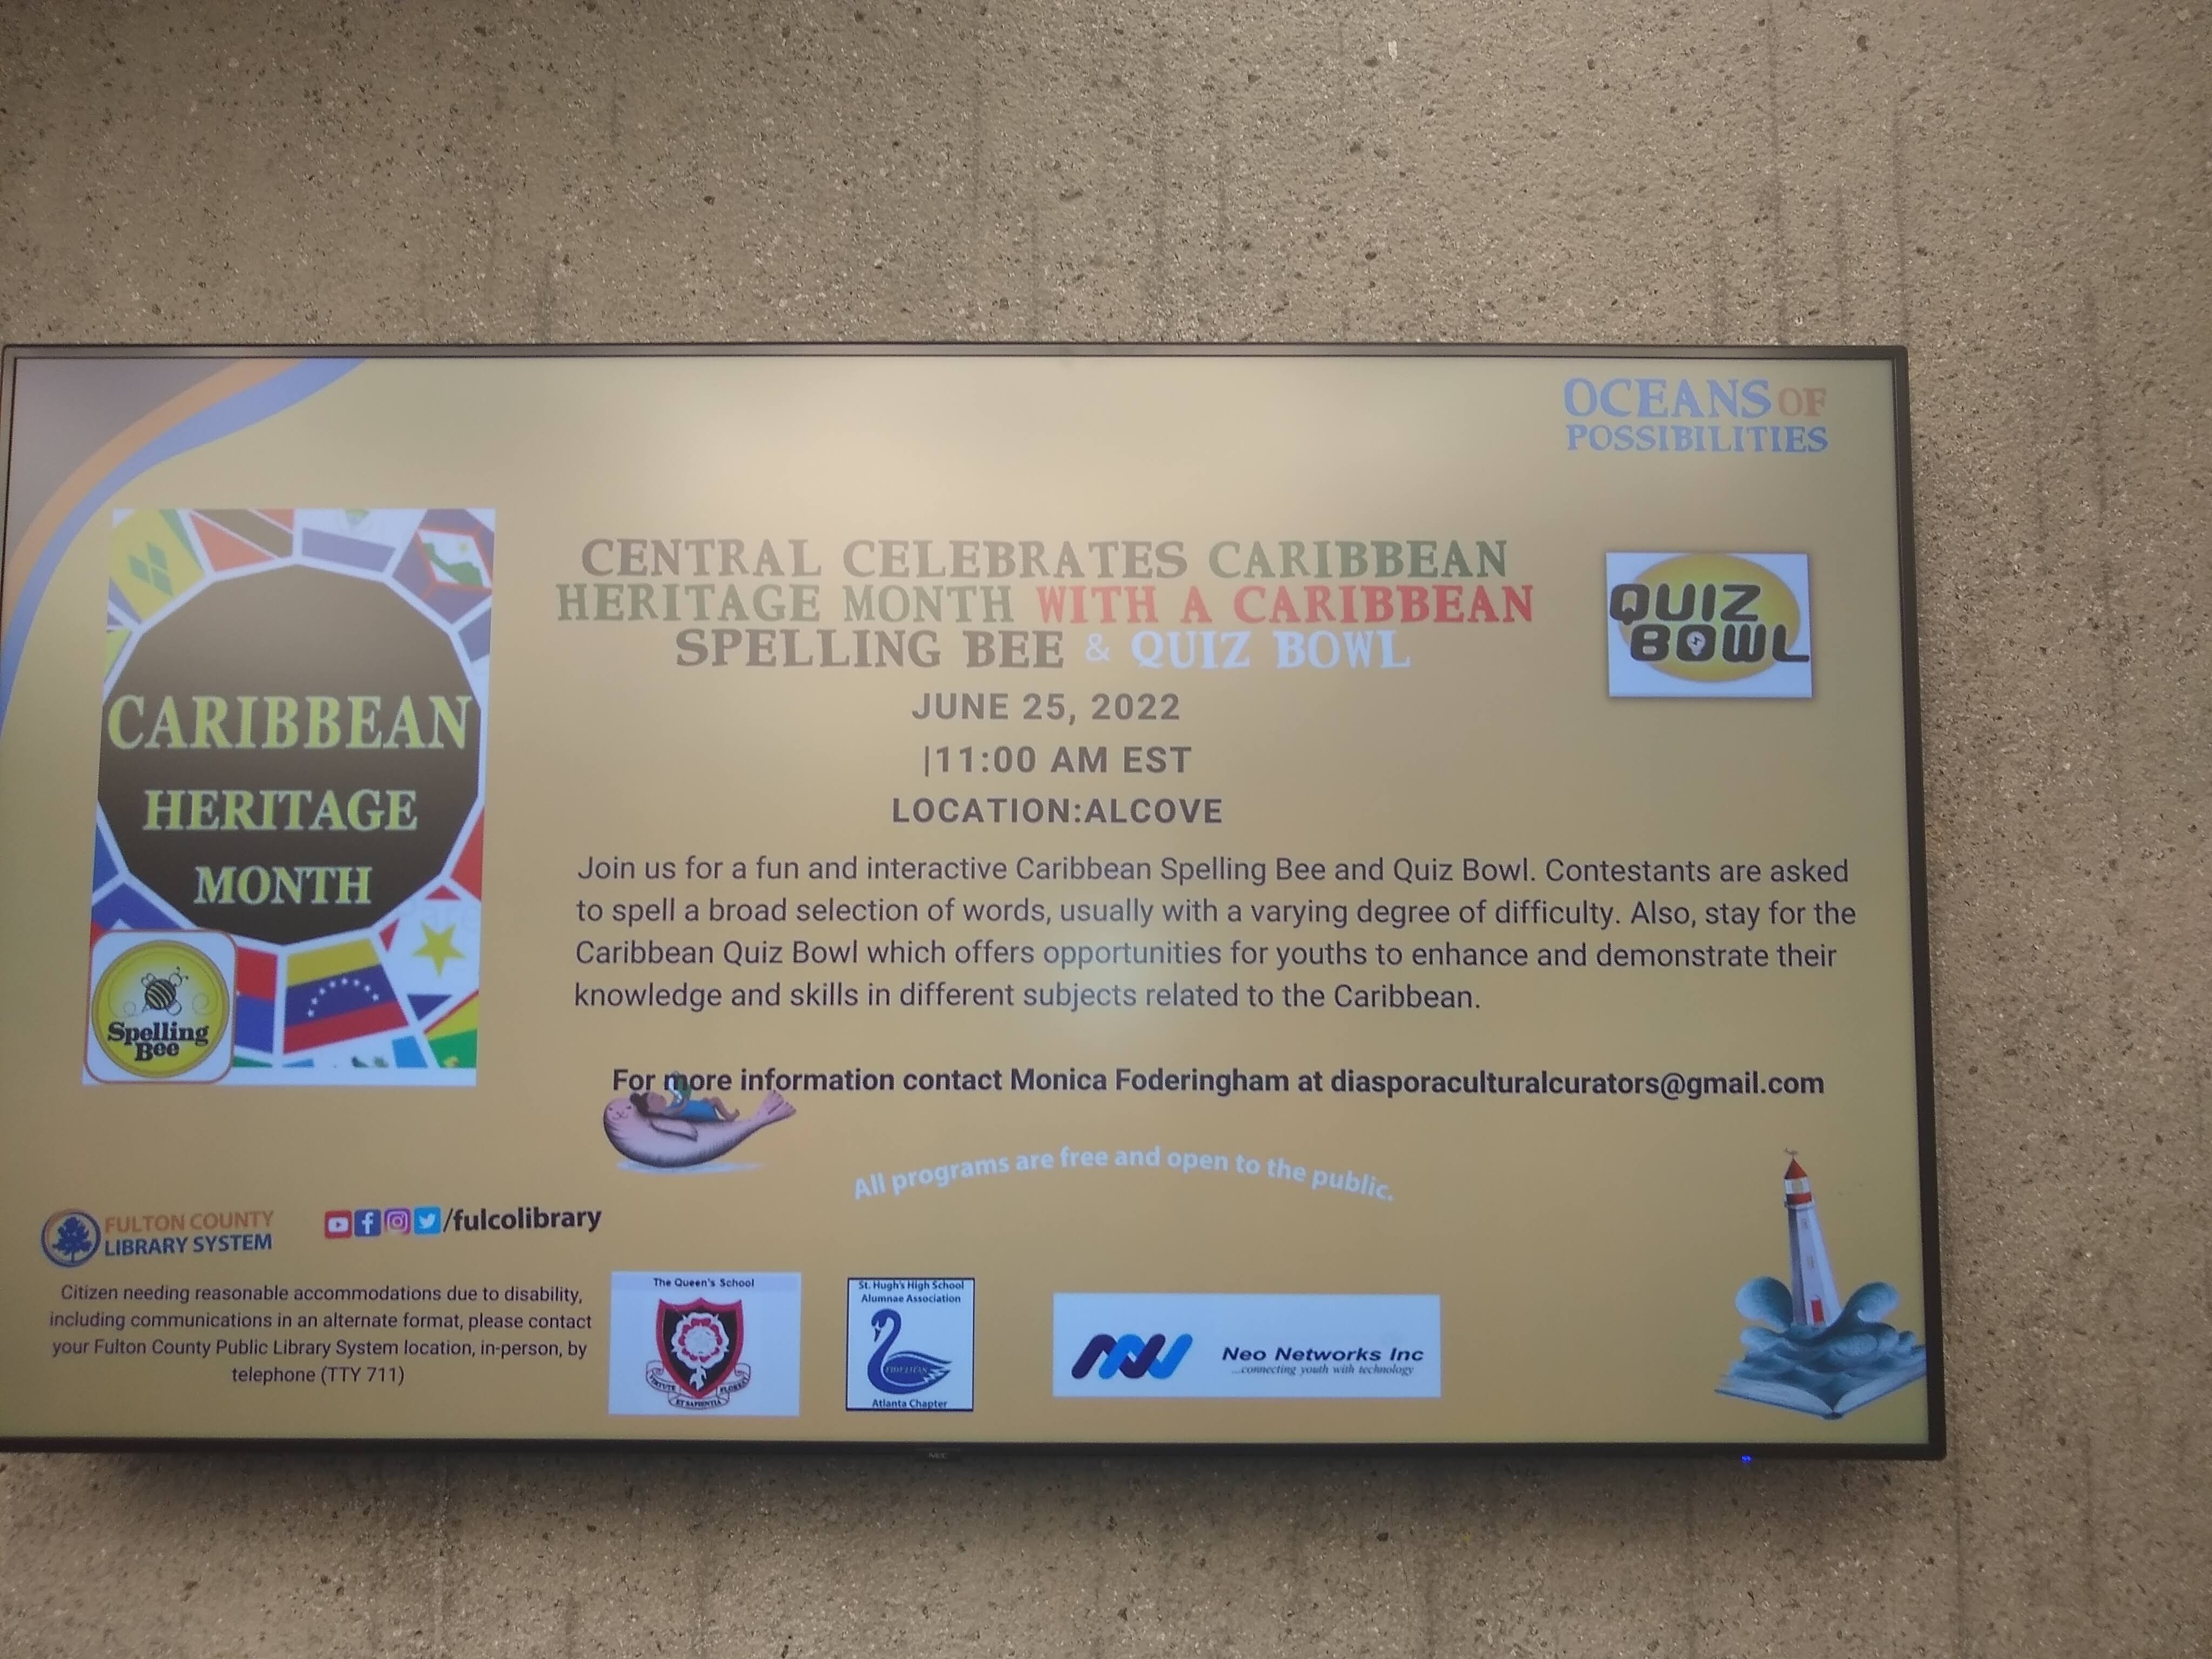 OCEANS OF
POSSIBILITIES
CENTRAL CELEBRATES CARIBBEAN
HERITAGE MONTH WITH A CARIBBEAN
SPELLING BEE & QUIZ BOWL
JUNE 25, 2022
|11:00 AM EST
LOCATION:ALCOVE
QUIZ
BOWL
CARIBBEAN
HERITAGE
MONTH
Spelling
Bee
Join us for a fun and interactive Caribbean Spelling Bee and Quiz Bowl. Contestants are asked
to spell a broad selection of words, usually with a varying degree of difficulty. Also, stay for the
Caribbean Quiz Bowl which offers opportunities for youths to enhance and demonstrate their
knowledge and skills in different subjects related to the Caribbean.
For more information contact Monica Foderingham at diasporaculturalcurators@gmail.com
All programs are free and open to the public.
FULTON COUNTY
LIBRARY SYSTEM
/fulcolibrary
Citizen needing reasonable accommodations due to disability,
including communications in an alternate format, please contact
your Fulton County Public Library System location, in-person, by
telephone (TTY 711)
The Queen's School
VIRTUTE
FLOREAT
ET SAPIENTIA
St. Hugh's High School
Alumnae Association
FIDELITAS
Atlanta Chapter
Neo Networks Inc
...connecting youth with technology
NEC